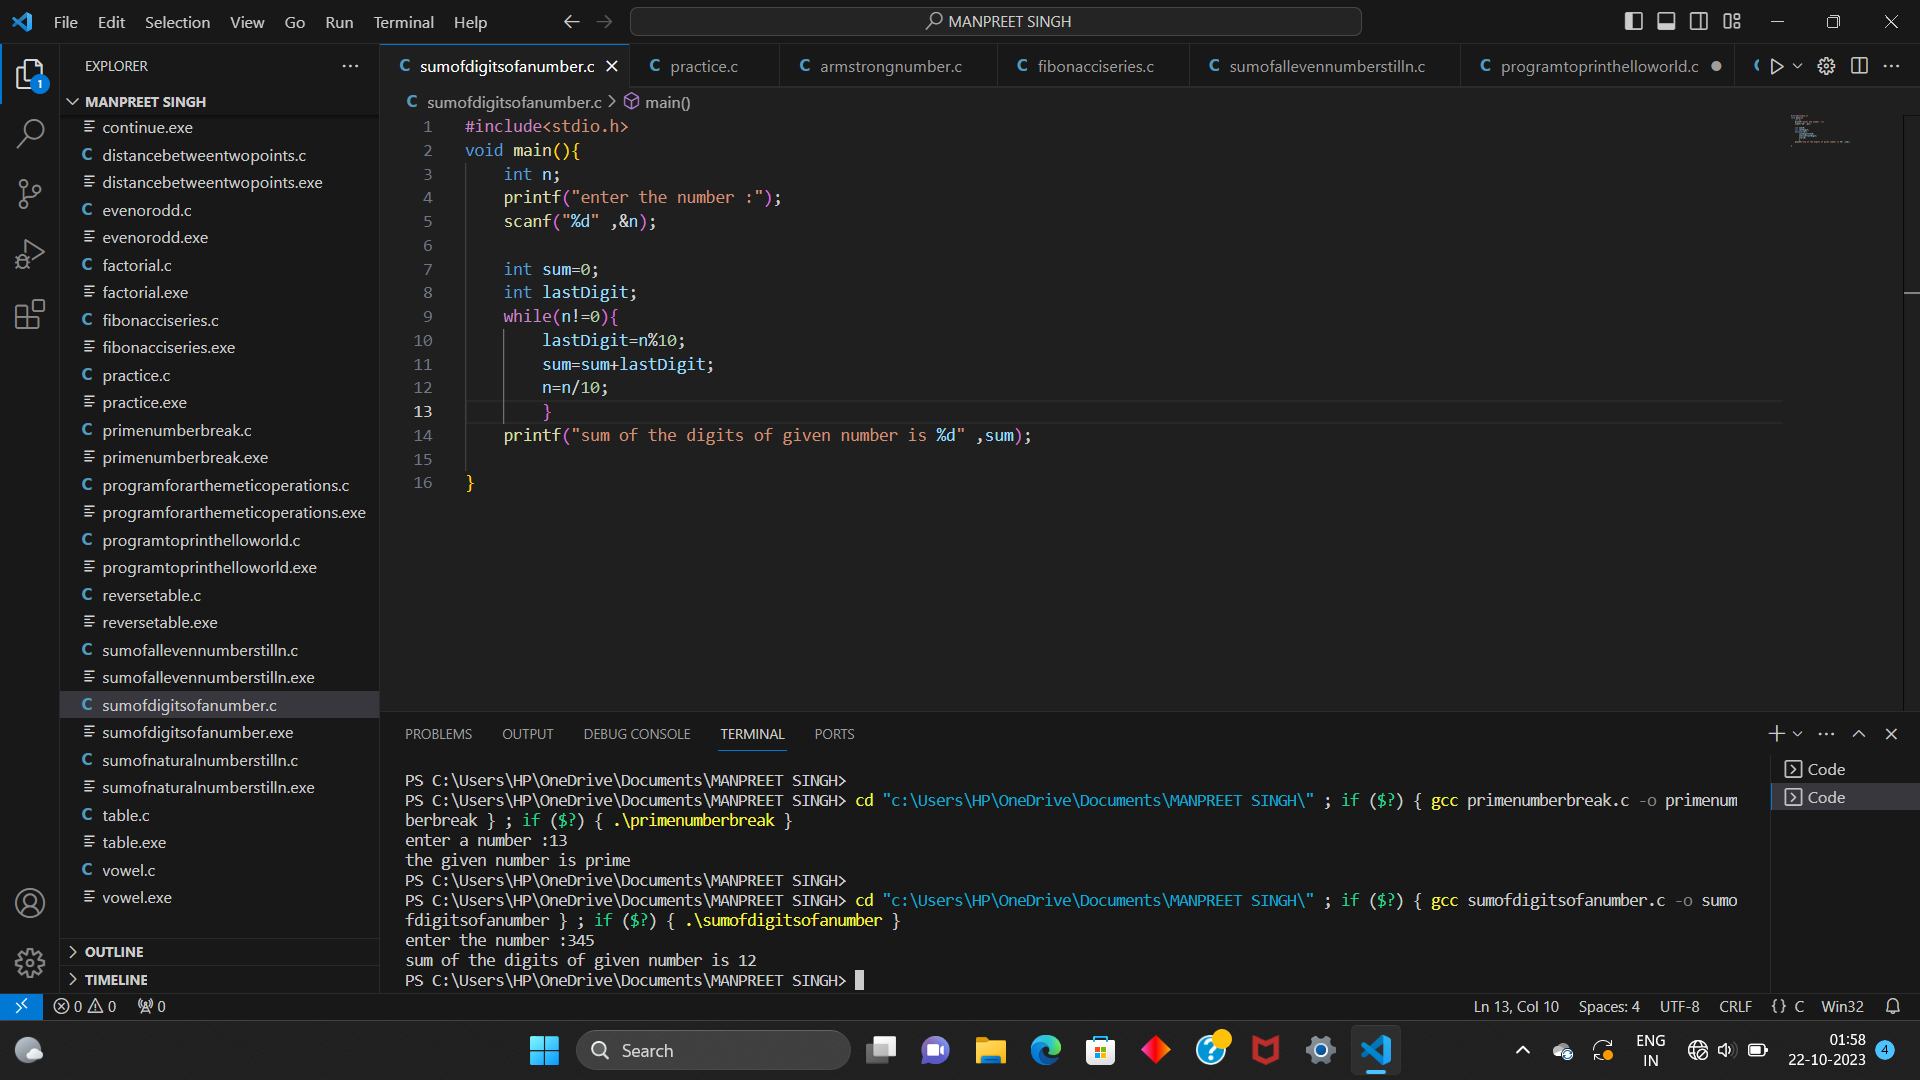 File Edit Selection View Go Run Terminal Help
MANPREET SINGH
1
EXPLORER
MANPREET SINGH
continue.exe
C distancebetweentwopoints.c
distancebetweentwopoints.exe
C evenorodd.c
evenorodd.exe
C factorial.c
factorial.exe
C fibonacciseries.c
fibonacciseries.exe
C practice.c
practice.exe
C primenumberbreak.c
primenumberbreak.exe
C programforarthemeticoperations.c
programforarthemeticoperations.exe
C programtoprinthelloworld.c
programtoprinthelloworld.exe
C reversetable.c
reversetable.exe
C sumofallevennumberstilln.c
sumofallevennumberstilln.exe
C sumofdigitsofanumber.c
sumofdigitsofanumber.exe
C sumofnaturalnumberstilln.c
sumofnaturalnumberstilln.exe
C table.c
table.exe
C vowel.c
vowel.exe
OUTLINE
TIMELINE
C sumofdigitsofanumber.c C practice.c C armstrongnumber.c C fibonacciseries.c C sumofallevennumberstilln.c C programtoprinthelloworld.c
C sumofdigitsofanumber.c > main()
1 #include<stdio.h>
2 void main(){
3 int n;
4 printf("enter the number :");
5 scanf("%d" ,&n);
6
7 int sum=0;
8 int lastDigit;
9 while(n!=0){
10 lastDigit=n%10;
11 sum=sum+lastDigit;
12 n=n/10;
13 }
14 printf("sum of the digits of given number is %d" ,sum);
15
16 }
PROBLEMS OUTPUT DEBUG CONSOLE TERMINAL PORTS
PS C:\Users\HP\OneDrive\Documents\MANPREET SINGH>
PS C:\Users\HP\OneDrive\Documents\MANPREET SINGH> cd "c:\Users\HP\OneDrive\Documents\MANPREET SINGH\" ; if ($?) { gcc primenumberbreak.c -o primenum
berbreak } ; if ($?) { .\primenumberbreak }
enter a number :13
the given number is prime
PS C:\Users\HP\OneDrive\Documents\MANPREET SINGH>
PS C:\Users\HP\OneDrive\Documents\MANPREET SINGH> cd "c:\Users\HP\OneDrive\Documents\MANPREET SINGH\" ; if ($?) { gcc sumofdigitsofanumber.c -o sumo
fdigitsofanumber } ; if ($?) { .\sumofdigitsofanumber }
enter the number :345
sum of the digits of given number is 12
PS C:\Users\HP\OneDrive\Documents\MANPREET SINGH>
Code
Code
0 0 0 Ln 13, Col 10 Spaces: 4 UTF-8 CRLF {} C Win32
Search
ENG
IN
01:58
22-10-2023
4